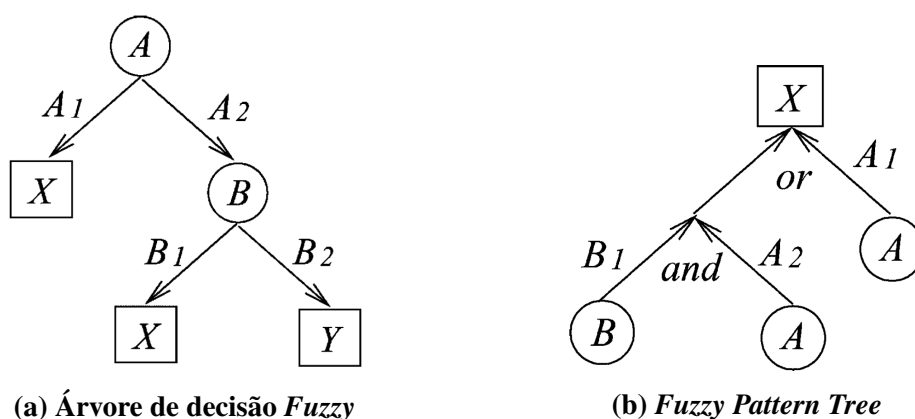 A
A1
A2
X
B
B1
B2
X
Y
(a) Árvore de decisão Fuzzy
X
or
A1
A
B1
and
A2
B
A
(b) Fuzzy Pattern Tree